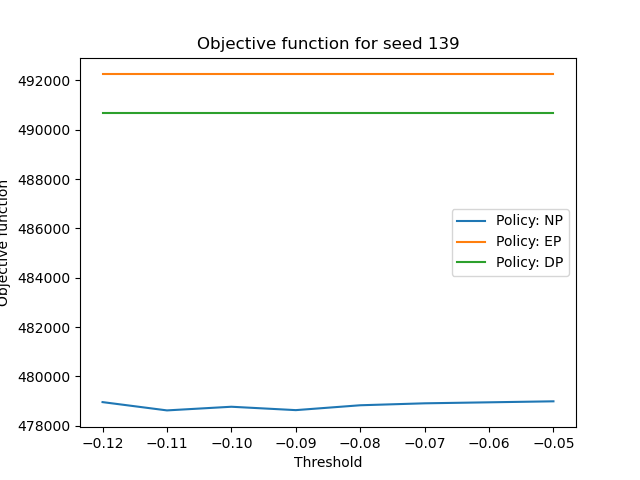 Objective function for seed 139
Objective function
492000
490000
488000
486000
484000
482000
480000
478000
Policy: NP
Policy: EP
Policy: DP
−0.12 −0.11 −0.10 −0.09 −0.08 −0.07 −0.06 −0.05
Threshold